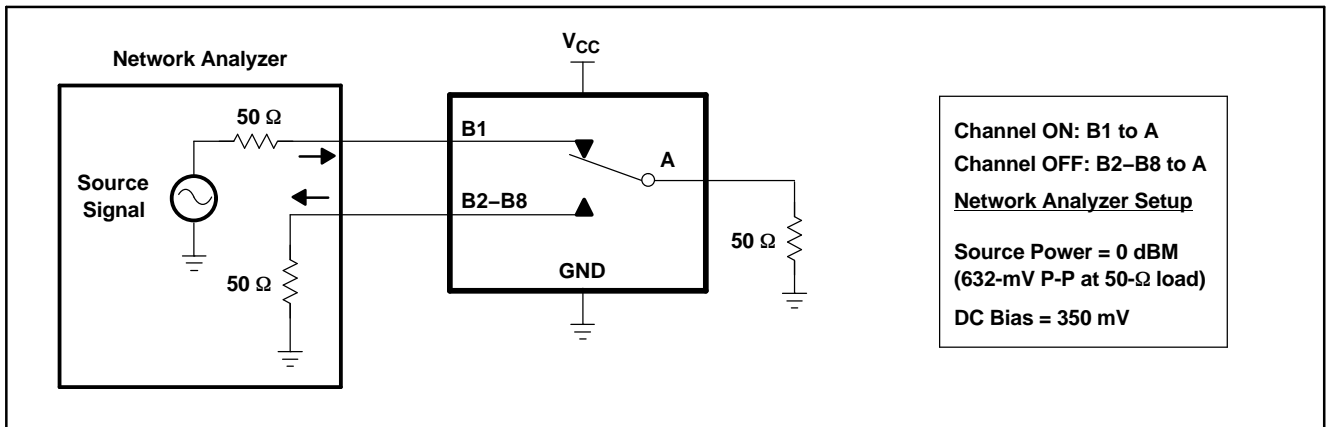 V_CC
Network Analyzer
50 Ω
B1
A
Source
Signal
B2–B8
50 Ω
50 Ω
GND
Channel ON: B1 to A
Channel OFF: B2–B8 to A
Network Analyzer Setup
Source Power = 0 dBM
(632-mV P-P at 50-Ω load)
DC Bias = 350 mV